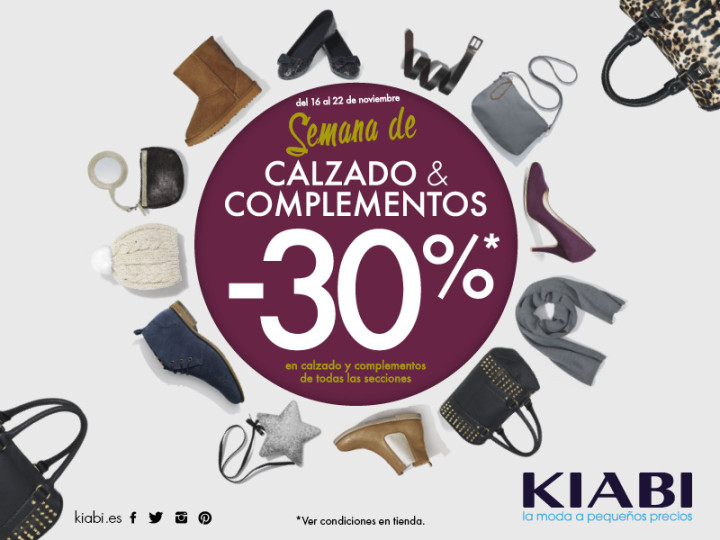 del 16 al 22 de noviembre
Semana de
CALZADO &
COMPLEMENTOS
-30%*
en calzado y complementos
de todas las secciones
KIABI
la moda a pequeños precios
kiabi.es
*Ver condiciones en tienda.